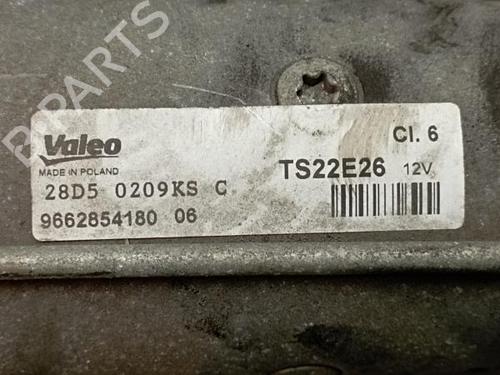 B-PARTS
Valeo
MADE IN POLAND
Cl. 6
TS22E26 12V
28D5 0209KS C
9662854180 06